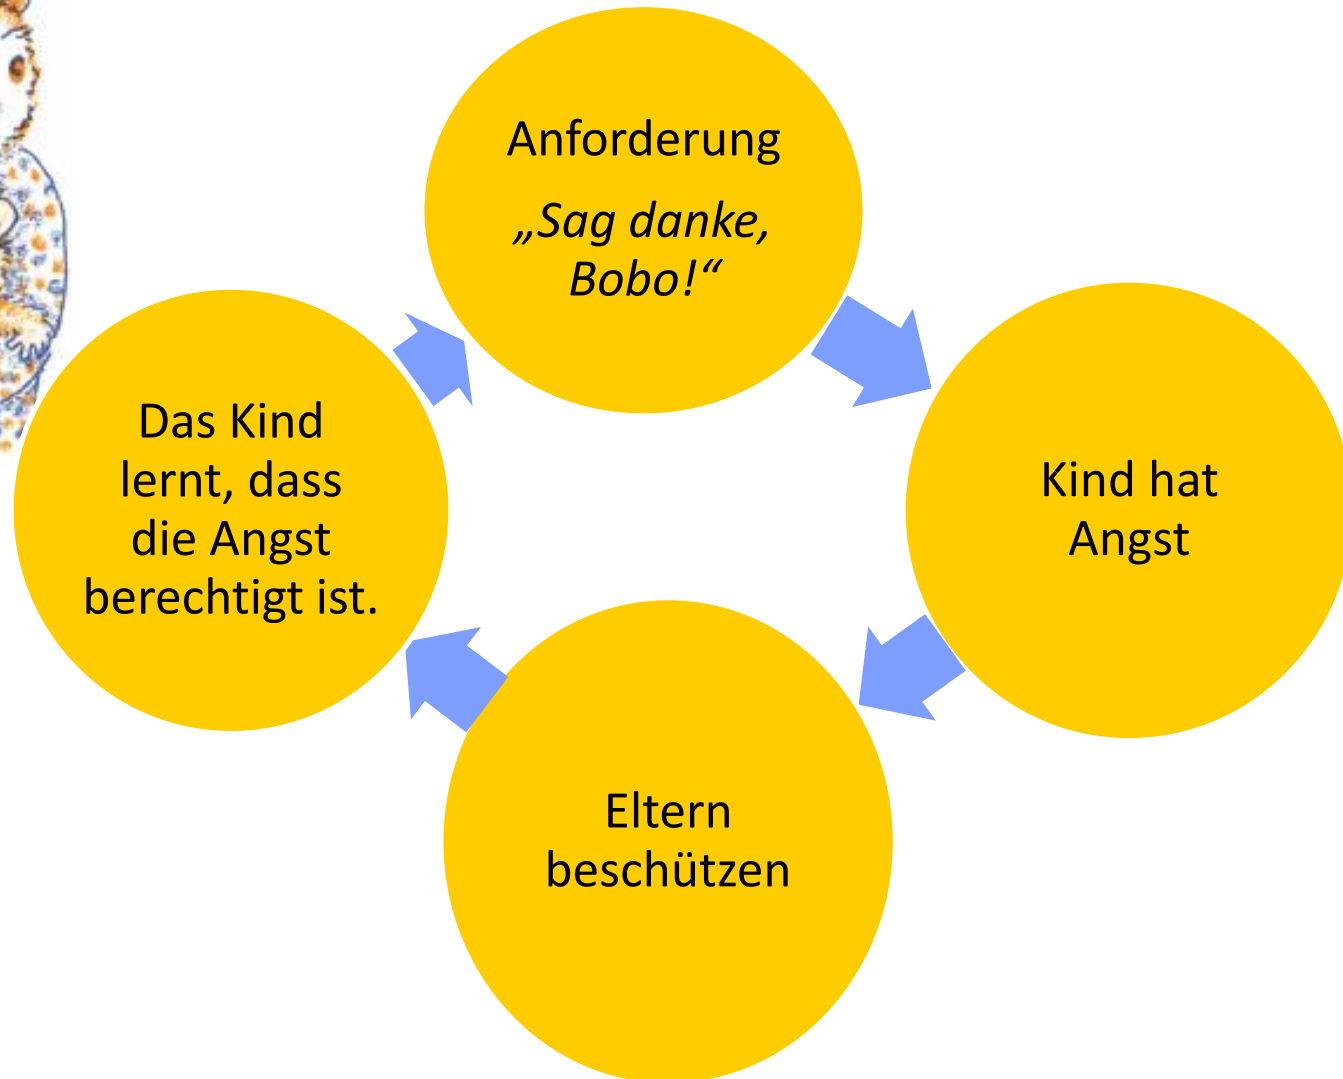 Anforderung
„Sag danke,
Bobo!“
Kind hat
Angst
Eltern
beschützen
Das Kind
lernt, dass
die Angst
berechtigt ist.